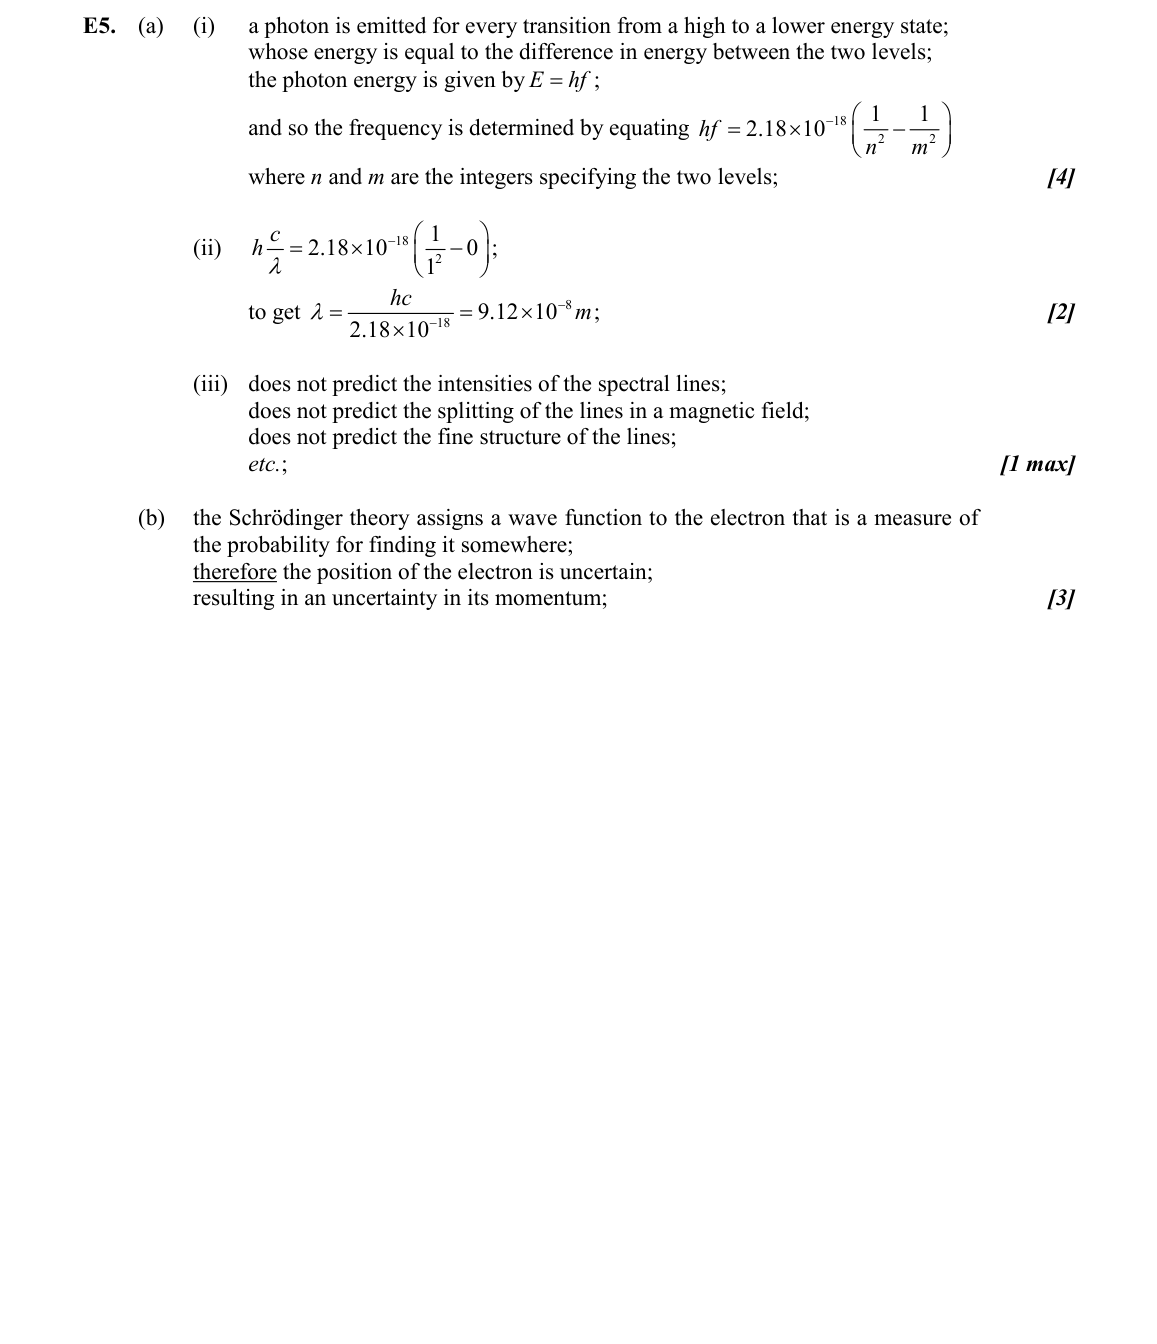 E5. (a) (i) a photon is emitted for every transition from a high to a lower energy state;
whose energy is equal to the difference in energy between the two levels;
the photon energy is given by E = hf ;
and so the frequency is determined by equating hf = 2.18×10⁻¹⁸ (1/n² − 1/m²)
where n and m are the integers specifying the two levels; [4]
(ii) h c/λ = 2.18×10⁻¹⁸ (1/1² − 0);
to get λ = hc/(2.18×10⁻¹⁸) = 9.12×10⁻⁸ m; [2]
(iii) does not predict the intensities of the spectral lines;
does not predict the splitting of the lines in a magnetic field;
does not predict the fine structure of the lines;
etc.; [1 max]
(b) the Schrödinger theory assigns a wave function to the electron that is a measure of
the probability for finding it somewhere;
therefore the position of the electron is uncertain;
resulting in an uncertainty in its momentum; [3]